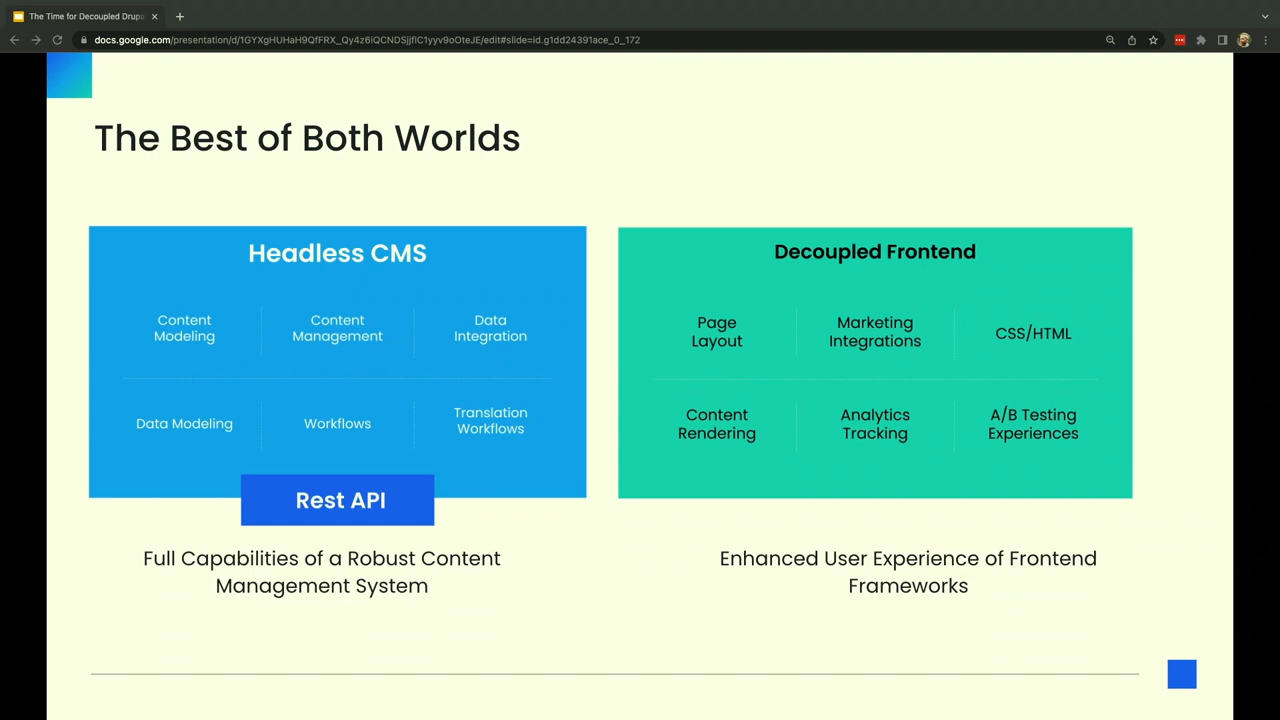 The Time for Decoupled Drupa
docs.google.com/presentation/d/1GYXgHUHaH9QfFRX_Qy4z6iQCNDSjjflC1yyv9oOteJE/edit#slide=id.g1dd24391ace_0_172
The Best of Both Worlds
Headless CMS
Content
Modeling
Content
Management
Data
Integration
Data Modeling
Workflows
Translation
Workflows
Rest API
Full Capabilities of a Robust Content
Management System
Decoupled Frontend
Page
Layout
Marketing
Integrations
CSS/HTML
Content
Rendering
Analytics
Tracking
A/B Testing
Experiences
Enhanced User Experience of Frontend
Frameworks